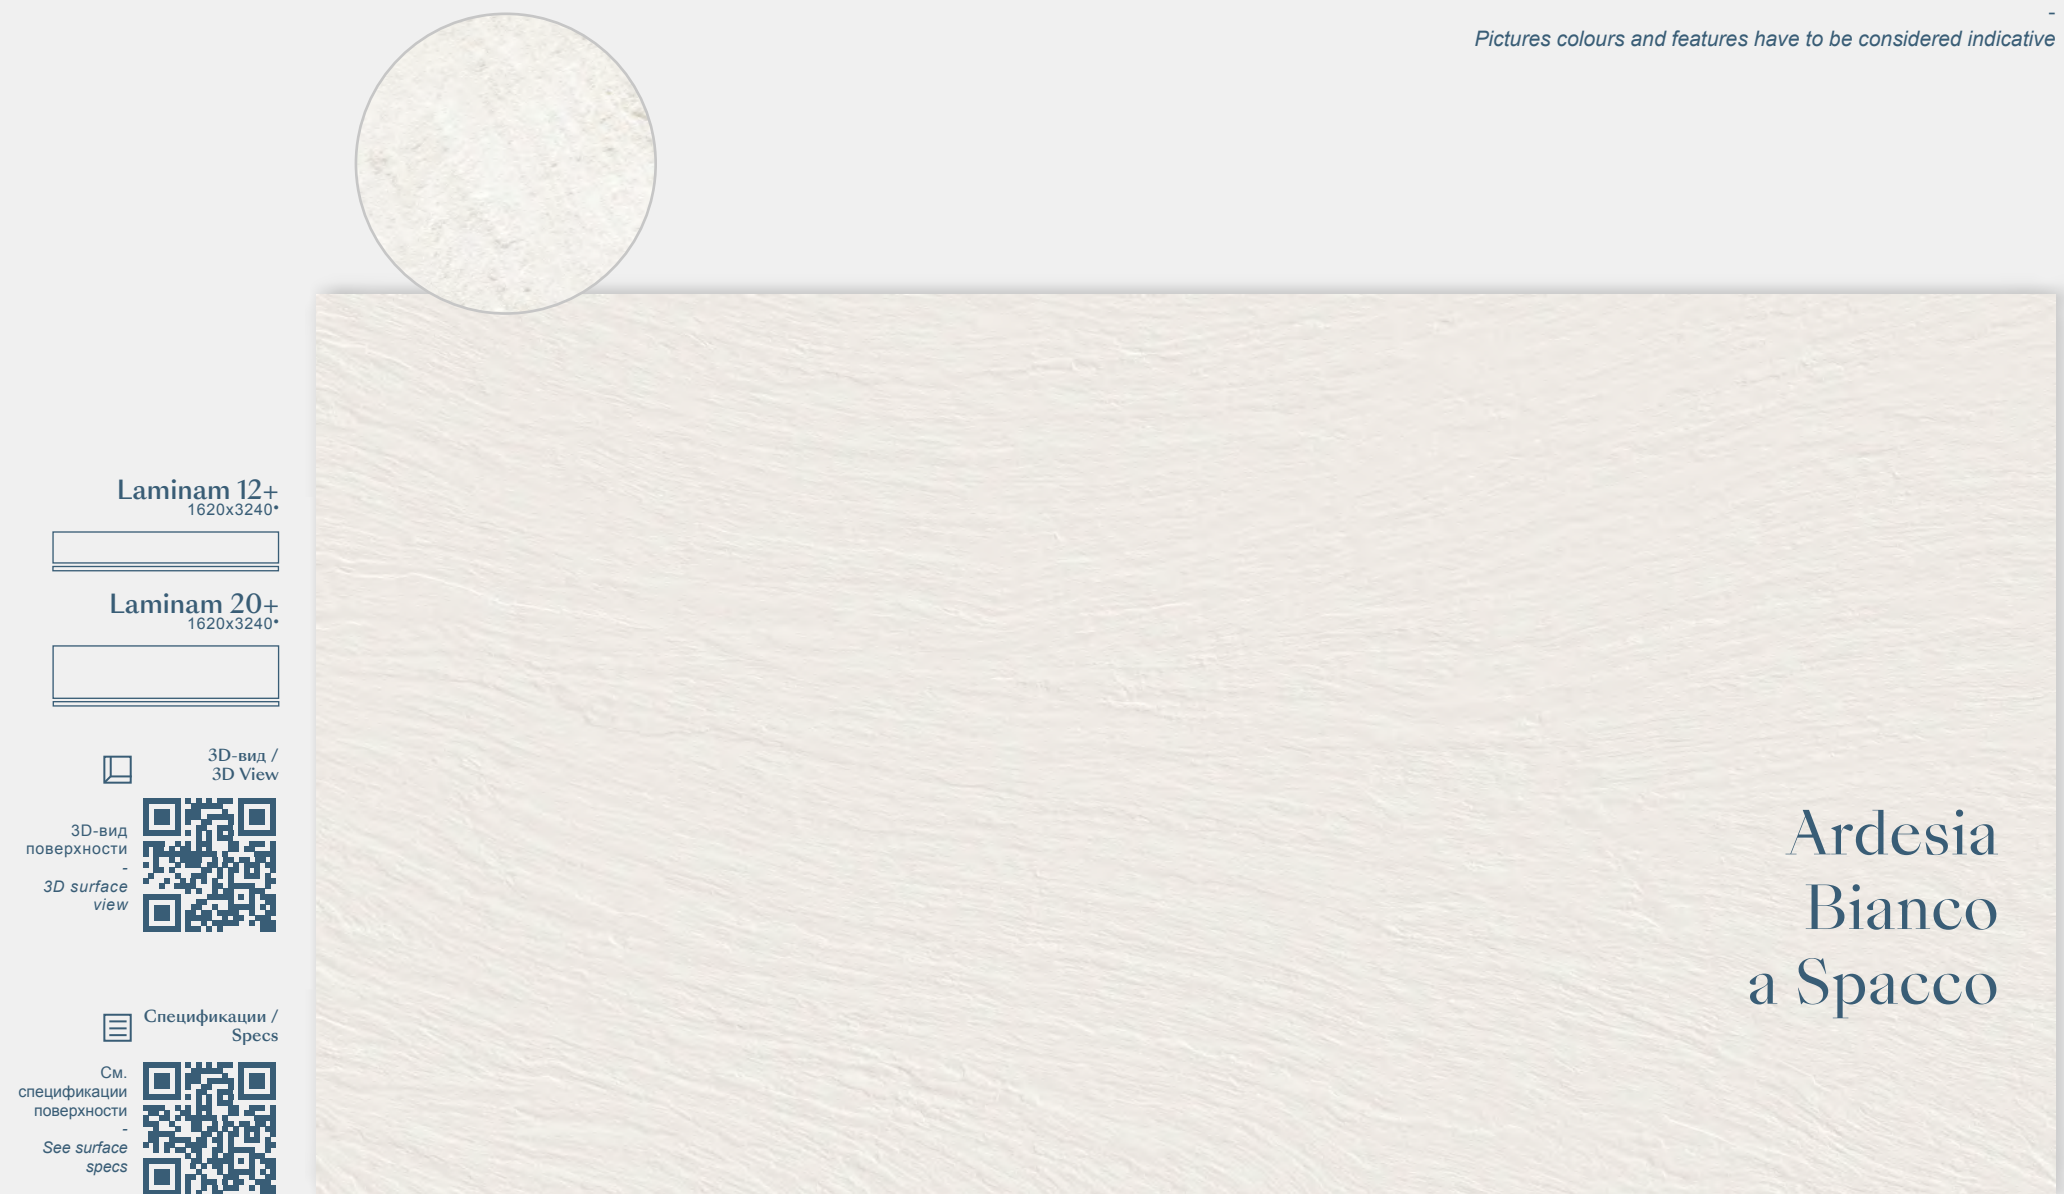 -
Pictures colours and features have to be considered indicative
Laminam 12+
1620x3240•
Laminam 20+
1620x3240•
3D-вид /
3D View
3D-вид
поверхности
-
3D surface
view
Спецификации /
Specs
См.
спецификации
поверхности
-
See surface
specs
Ardesia
Bianco
a Spacco